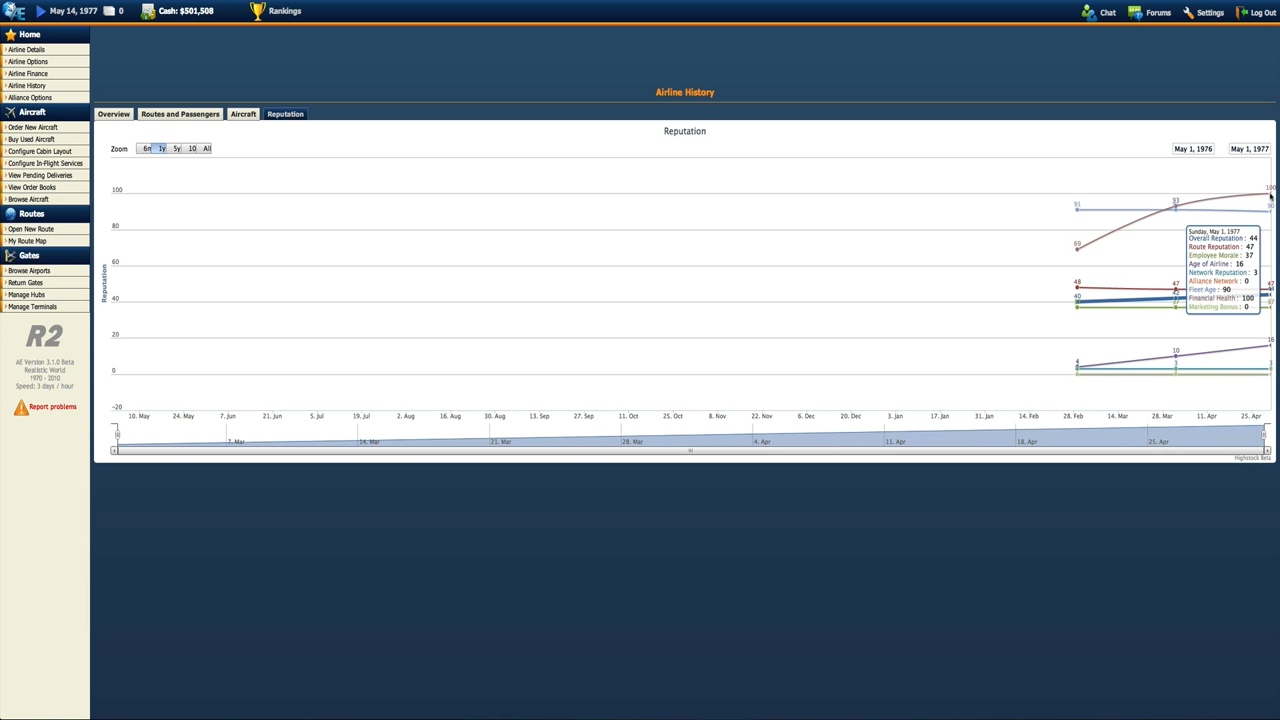 AE May 14, 1977 0 Cash: $501,508 Rankings Chat Forums Settings Log Out
Home
Airline Details
Airline Options
Airline Finance
Airline History
Alliance Options
Aircraft
Order New Aircraft
Buy Used Aircraft
Configure Cabin Layout
Configure In-Flight Services
View Pending Deliveries
View Order Books
Browse Aircraft
Routes
Open New Route
My Route Map
Gates
Browse Airports
Return Gates
Manage Hubs
Manage Terminals
R2
AE Version 3.1.0 Beta
Realistic World
1970 - 2010
Speed: 3 days / hour
Report problems
Airline History
Overview Routes and Passengers Aircraft Reputation
Reputation
Zoom 6m 1y 5y 10 All May 1, 1976 May 1, 1977
Reputation
100
80
60
40
20
0
-20
91
69
48
40
4
93
47
42
10
3
100
90
47
44
37
16
3
Sunday, May 1, 1977
Overall Reputation: 44
Route Reputation: 47
Employee Morale: 37
Age of Airline: 16
Network Reputation: 3
Alliance Network: 0
Fleet Age: 90
Financial Health: 100
Marketing Bonus: 0
10. May 24. May 7. Jun 21. Jun 5. Jul 19. Jul 2. Aug 16. Aug 30. Aug 13. Sep 27. Sep 11. Oct 25. Oct 8. Nov 22. Nov 6. Dec 20. Dec 3. Jan 17. Jan 31. Jan 14. Feb 28. Feb 14. Mar 28. Mar 11. Apr 25. Apr
7. Mar 14. Mar 21. Mar 28. Mar 4. Apr 11. Apr 18. Apr 25. Apr
Highstock Beta